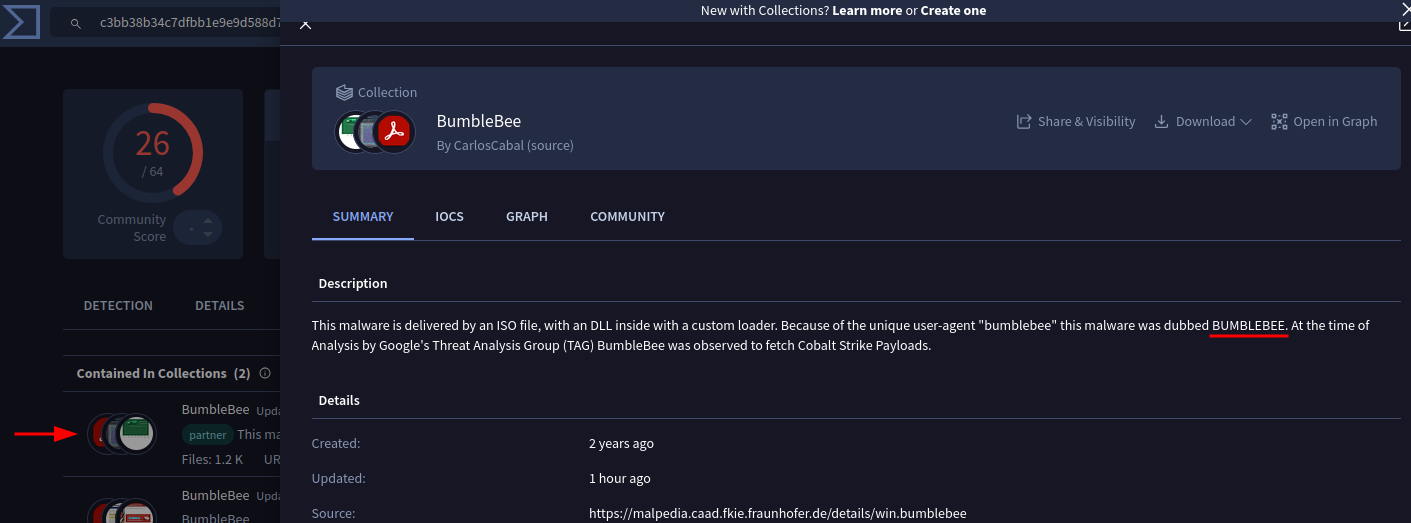 New with Collections? Learn more or Create one
c3bb38b34c7dfbb1e9e9d588d7
Collection
BumbleBee
By CarlosCabal (source)
Share & Visibility
Download
Open in Graph
26
/ 64
Community
Score
-
SUMMARY
IOCS
GRAPH
COMMUNITY
Description
This malware is delivered by an ISO file, with an DLL inside with a custom loader. Because of the unique user-agent "bumblebee" this malware was dubbed BUMBLEBEE. At the time of
Analysis by Google's Threat Analysis Group (TAG) BumbleBee was observed to fetch Cobalt Strike Payloads.
DETECTION
DETAILS
Contained In Collections (2)
BumbleBee Upda
partner This ma
Files: 1.2 K UR
BumbleBee Upda
BumbleBee
Details
Created:
2 years ago
Updated:
1 hour ago
Source:
https://malpedia.caad.fkie.fraunhofer.de/details/win.bumblebee